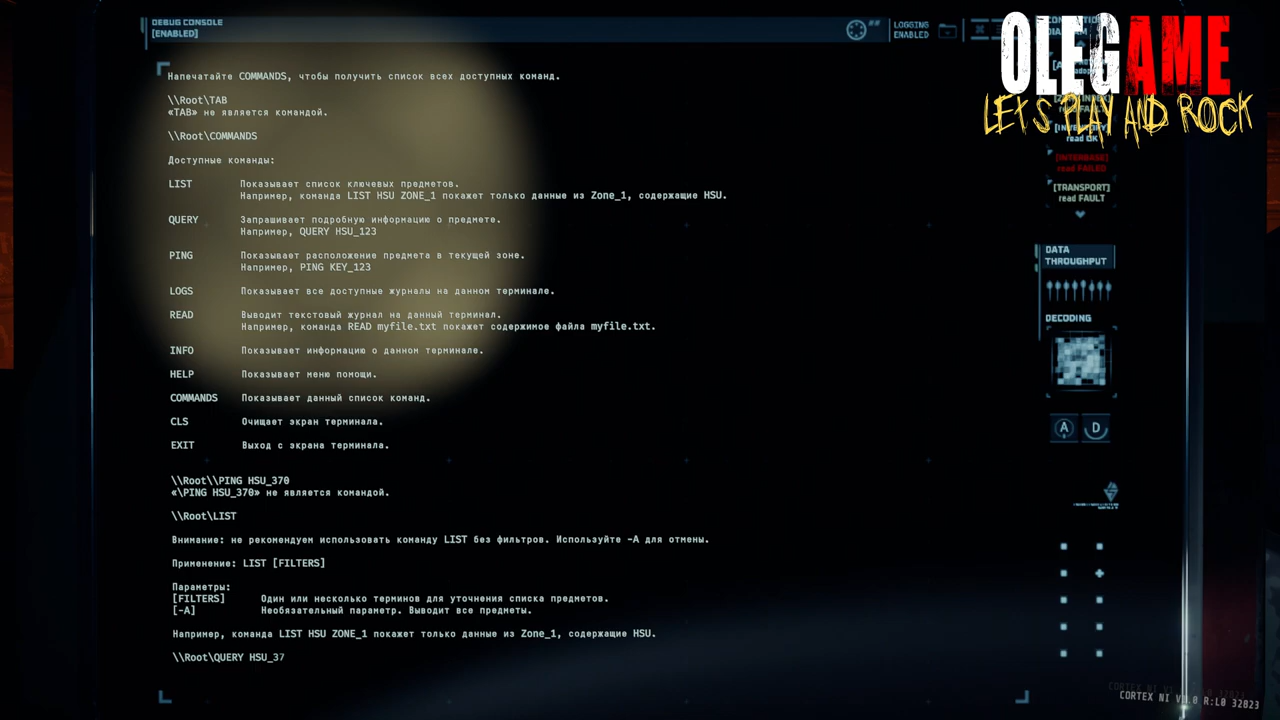 DEBUG CONSOLE
[ENABLED]
LOGGING
ENABLED
OLEGAME
LET'S PLAY AND ROCK
Напечатайте COMMANDS, чтобы получить список всех доступных команд.
\\Root\TAB
«TAB» не является командой.
\\Root\COMMANDS
Доступные команды:
LIST Показывает список ключевых предметов.
Например, команда LIST HSU ZONE_1 покажет только данные из Zone_1, содержащие HSU.
QUERY Запрашивает подробную информацию о предмете.
Например, QUERY HSU_123
PING Показывает расположение предмета в текущей зоне.
Например, PING KEY_123
LOGS Показывает все доступные журналы на данном терминале.
READ Выводит текстовый журнал на данный терминал.
Например, команда READ myfile.txt покажет содержимое файла myfile.txt.
INFO Показывает информацию о данном терминале.
HELP Показывает меню помощи.
COMMANDS Показывает данный список команд.
CLS Очищает экран терминала.
EXIT Выход с экрана терминала.
\\Root\\PING HSU_370
«\PING HSU_370» не является командой.
\\Root\LIST
Внимание: не рекомендуем использовать команду LIST без фильтров. Используйте -A для отмены.
Применение: LIST [FILTERS]
Параметры:
[FILTERS] Один или несколько терминов для уточнения списка предметов.
[-A] Необязательный параметр. Выводит все предметы.
Например, команда LIST HSU ZONE_1 покажет только данные из Zone_1, содержащие HSU.
\\Root\QUERY HSU_37
[INVENTORY]
read OK
[INTERBASE]
read FAILED
[TRANSPORT]
read FAULT
DATA
THROUGHPUT
DECODING
A D
CORTEX NI V1.0 R:L0 32823